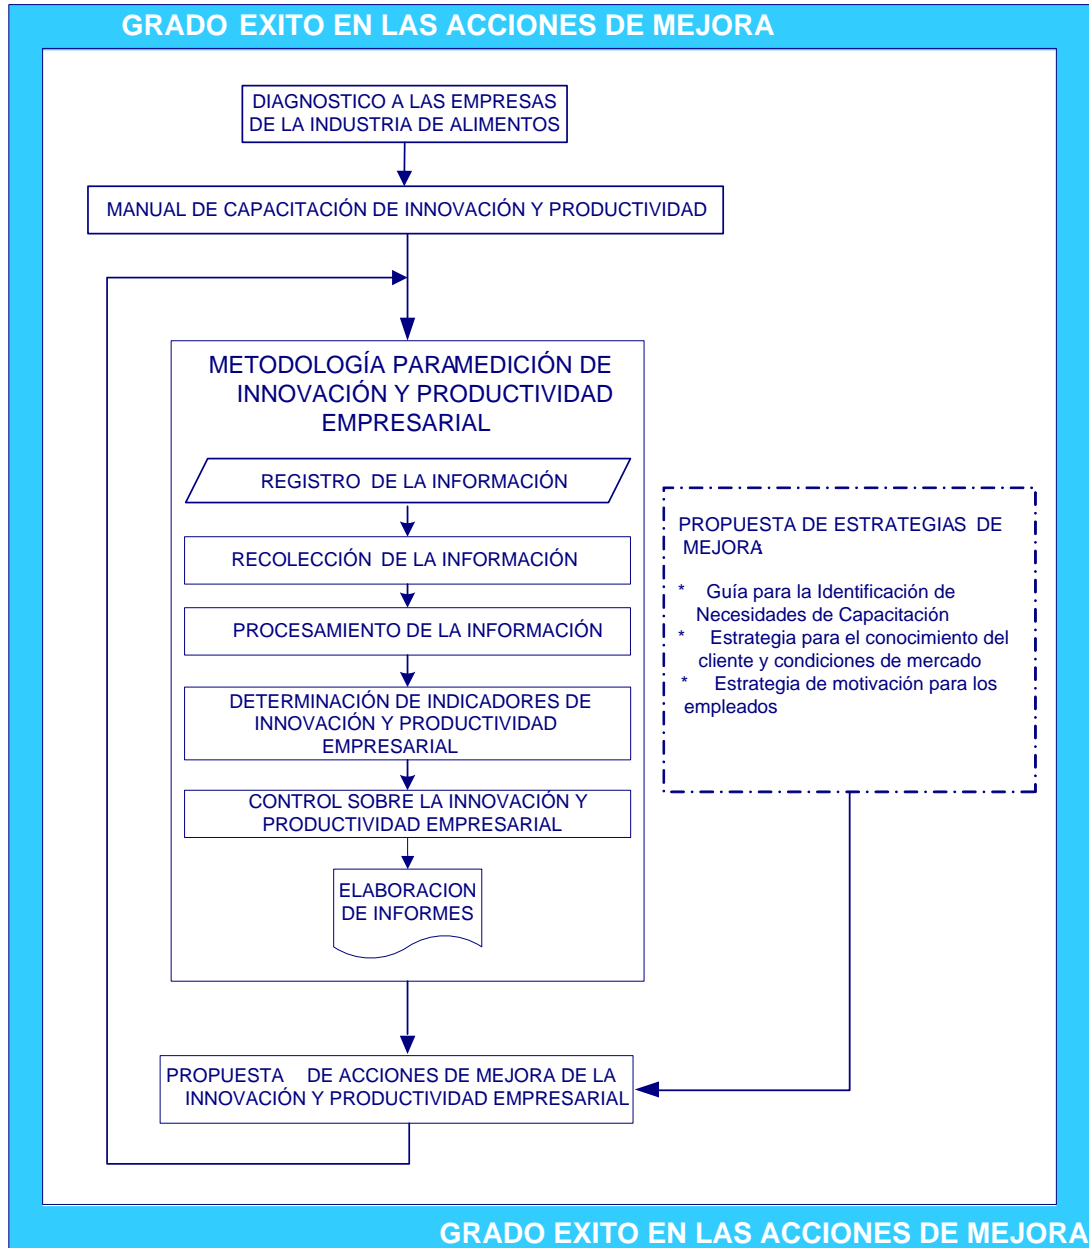 GRADO EXITO EN LAS ACCIONES DE MEJORA
DIAGNOSTICO A LAS EMPRESAS
DE LA INDUSTRIA DE ALIMENTOS
MANUAL DE CAPACITACIÓN DE INNOVACIÓN Y PRODUCTIVIDAD
METODOLOGÍA PARA MEDICIÓN DE
INNOVACIÓN Y PRODUCTIVIDAD
EMPRESARIAL
REGISTRO DE LA INFORMACIÓN
RECOLECCIÓN DE LA INFORMACIÓN
PROCESAMIENTO DE LA INFORMACIÓN
DETERMINACIÓN DE INDICADORES DE
INNOVACIÓN Y PRODUCTIVIDAD
EMPRESARIAL
CONTROL SOBRE LA INNOVACIÓN Y
PRODUCTIVIDAD EMPRESARIAL
ELABORACION
DE INFORMES
PROPUESTA DE ESTRATEGIAS DE
MEJORA:
* Guía para la Identificación de
Necesidades de Capacitación
* Estrategia para el conocimiento del
cliente y condiciones de mercado
* Estrategia de motivación para los
empleados
PROPUESTA DE ACCIONES DE MEJORA DE LA
INNOVACIÓN Y PRODUCTIVIDAD EMPRESARIAL
GRADO EXITO EN LAS ACCIONES DE MEJORA